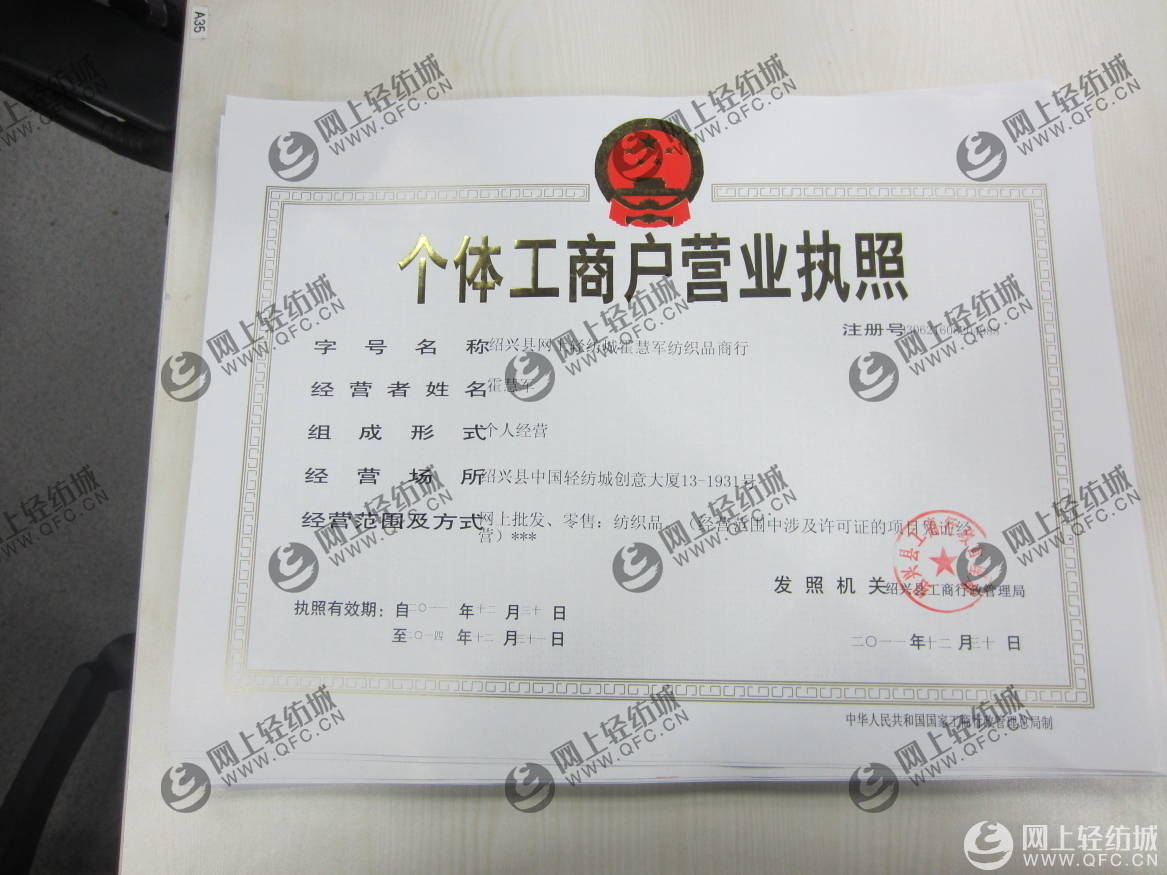 A35
个体工商户营业执照
注册号
字号名称 绍兴县网上轻纺城霍慧军纺织品商行
经营者姓名 霍慧军
组成形式 个人经营
经营场所 绍兴县中国轻纺城创意大厦13-1931号
经营范围及方式 网上批发、零售：纺织品。（经营范围中涉及许可证的项目凭证经
营）***
发照机关 绍兴县工商行政管理局
执照有效期：自二〇一一年十二月三十日
至二〇一四年十二月三十一日
二〇一一年十二月三十日
中华人民共和国国家工商行政管理总局制
网上轻纺城
WWW.QFC.CN